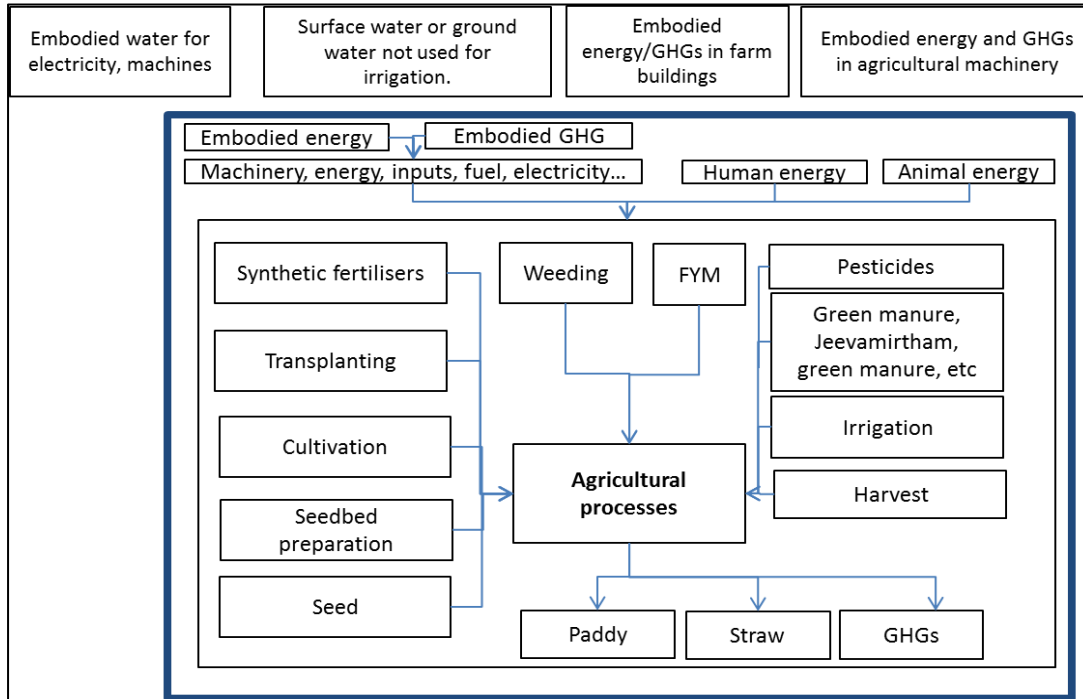 Embodied water for
electricity, machines
Surface water or ground
water not used for
irrigation.
Embodied
energy/GHGs in farm
buildings
Embodied energy and GHGs
in agricultural machinery
Embodied energy
Embodied GHG
Machinery, energy, inputs, fuel, electricity...
Human energy
Animal energy
Synthetic fertilisers
Weeding
FYM
Pesticides
Green manure,
Jeevamirtham,
green manure, etc
Transplanting
Irrigation
Cultivation
Agricultural
processes
Harvest
Seedbed
preparation
Seed
Paddy
Straw
GHGs